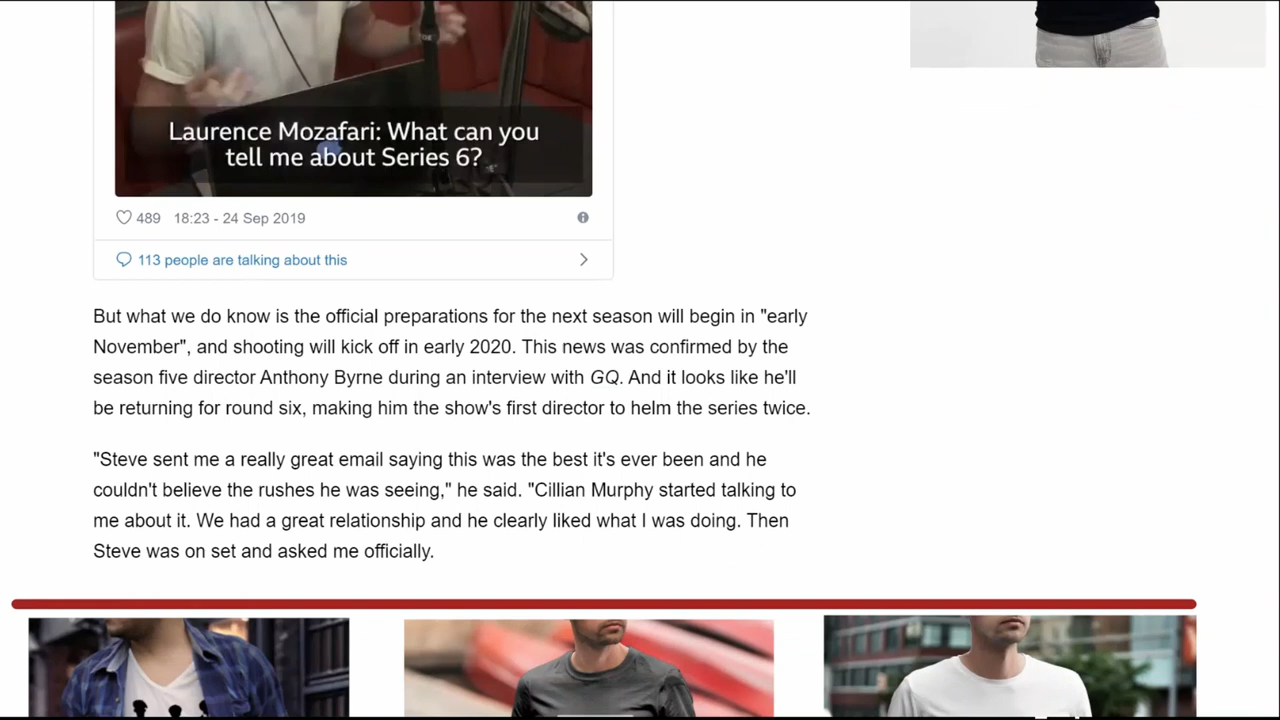 Laurence Mozafari: What can you
tell me about Series 6?
489 18:23 - 24 Sep 2019
113 people are talking about this
But what we do know is the official preparations for the next season will begin in "early
November", and shooting will kick off in early 2020. This news was confirmed by the
season five director Anthony Byrne during an interview with GQ. And it looks like he'll
be returning for round six, making him the show's first director to helm the series twice.
"Steve sent me a really great email saying this was the best it's ever been and he
couldn't believe the rushes he was seeing," he said. "Cillian Murphy started talking to
me about it. We had a great relationship and he clearly liked what I was doing. Then
Steve was on set and asked me officially.